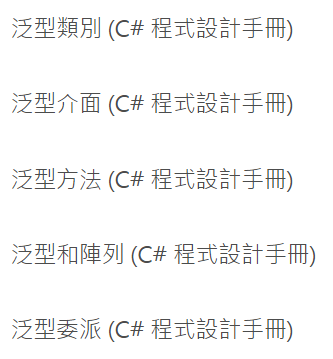 泛型類別 (C# 程式設計手冊)
泛型介面 (C# 程式設計手冊)
泛型方法 (C# 程式設計手冊)
泛型和陣列 (C# 程式設計手冊)
泛型委派 (C# 程式設計手冊)